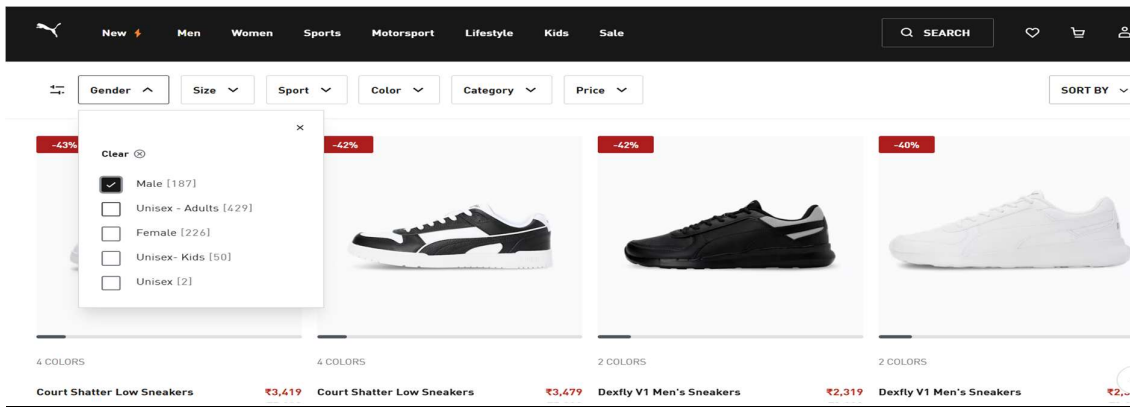 New Men Women Sports Motorsport Lifestyle Kids Sale SEARCH
Gender Size Sport Color Category Price SORT BY
-43% -42% -42% -40%
Clear
Male [187]
Unisex - Adults [429]
Female [226]
Unisex- Kids [50]
Unisex [2]
4 COLORS 4 COLORS 2 COLORS 2 COLORS
Court Shatter Low Sneakers ₹3,419 Court Shatter Low Sneakers ₹3,479 Dexfly V1 Men's Sneakers ₹2,319 Dexfly V1 Men's Sneakers